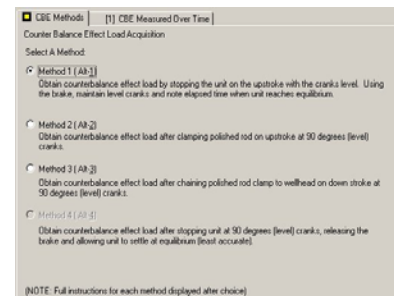 CBE Methods
[1] CBE Measured Over Time
Counter Balance Effect Load Acquisition
Select A Method:
Method 1 ( Alt-1)
Obtain counterbalance effect load by stopping the unit on the upstroke with the cranks level. Using
the brake, maintain level cranks and note elapsed time when unit reaches equilibrium.
Method 2 ( Alt-2)
Obtain counterbalance effect load after clamping polished rod on upstroke at 90 degrees (level)
cranks.
Method 3 ( Alt-3)
Obtain counterbalance effect load after chaining polished rod clamp to wellhead on down stroke at
90 degrees (level) cranks.
Method 4 ( Alt-4)
Obtain counterbalance effect load after stopping unit at 90 degrees (level) cranks, releasing the
brake and allowing unit to settle at equilibrium (least accurate).
(NOTE: Full instructions for each method displayed after choice)